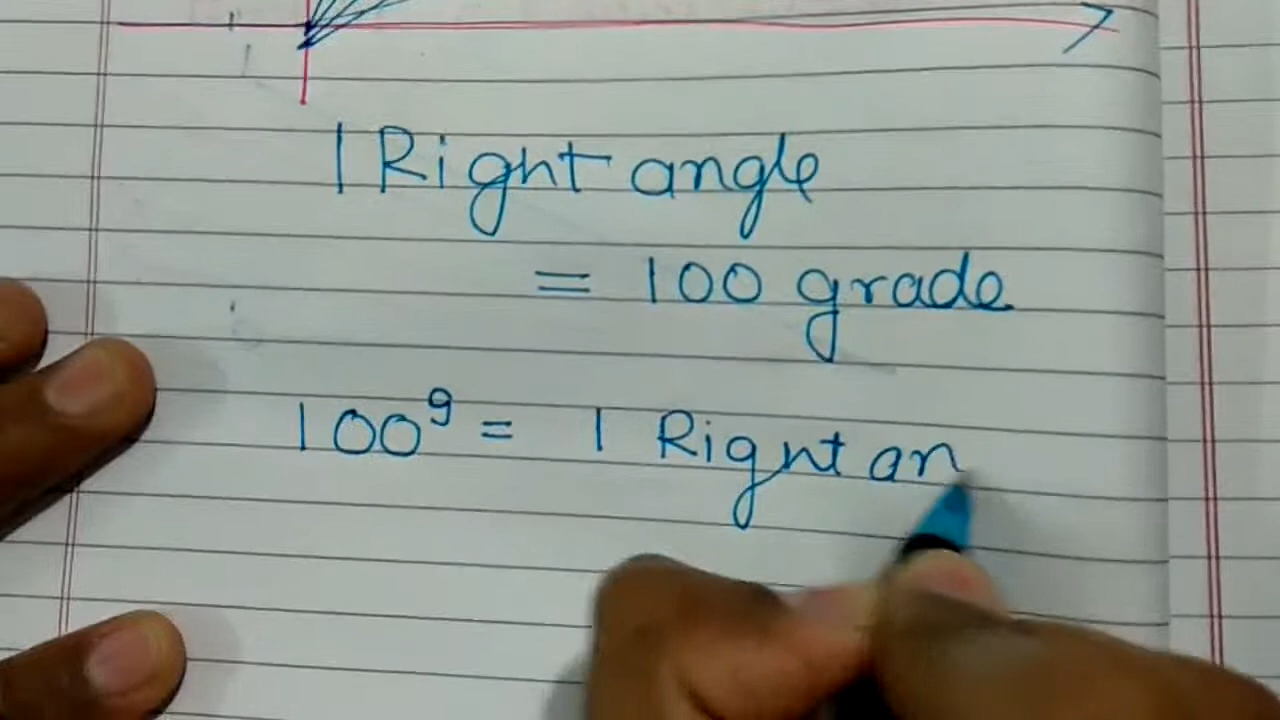 1 Right angle
= 100 grade
100ᵍ = 1 Right an